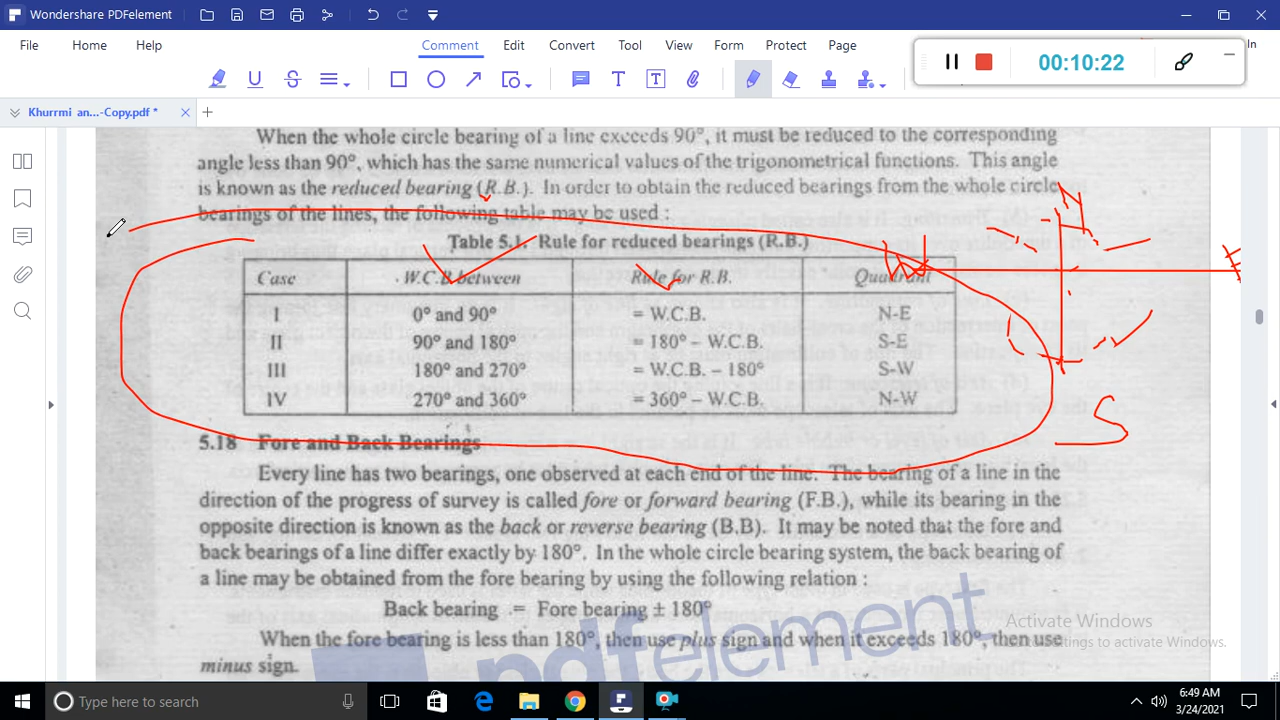 Wondershare PDFelement
File Home Help Comment Edit Convert Tool View Form Protect Page
00:10:22
In
Khurrmi an...-Copy.pdf *
When the whole circle bearing of a line exceeds 90°, it must be reduced to the corresponding
angle less than 90°, which has the same numerical values of the trigonometrical functions. This angle
is known as the reduced bearing (R.B.). In order to obtain the reduced bearings from the whole circle
bearings of the lines, the following table may be used :
Table 5.1. Rule for reduced bearings (R.B.)
Case W.C.B between Rule for R.B. Quadrant
I 0° and 90° = W.C.B. N-E
II 90° and 180° = 180° – W.C.B. S-E
III 180° and 270° = W.C.B. – 180° S-W
IV 270° and 360° = 360° – W.C.B. N-W
N
W
S
5.18 Fore and Back Bearings
Every line has two bearings, one observed at each end of the line. The bearing of a line in the
direction of the progress of survey is called fore or forward bearing (F.B.), while its bearing in the
opposite direction is known as the back or reverse bearing (B.B). It may be noted that the fore and
back bearings of a line differ exactly by 180°. In the whole circle bearing system, the back bearing of
a line may be obtained from the fore bearing by using the following relation :
Back bearing = Fore bearing ± 180°
When the fore bearing is less than 180°, then use plus sign and when it exceeds 180°, then use
minus sign.
pdfelement
Activate Windows
Go to Settings to activate Windows.
Type here to search
6:49 AM
3/24/2021